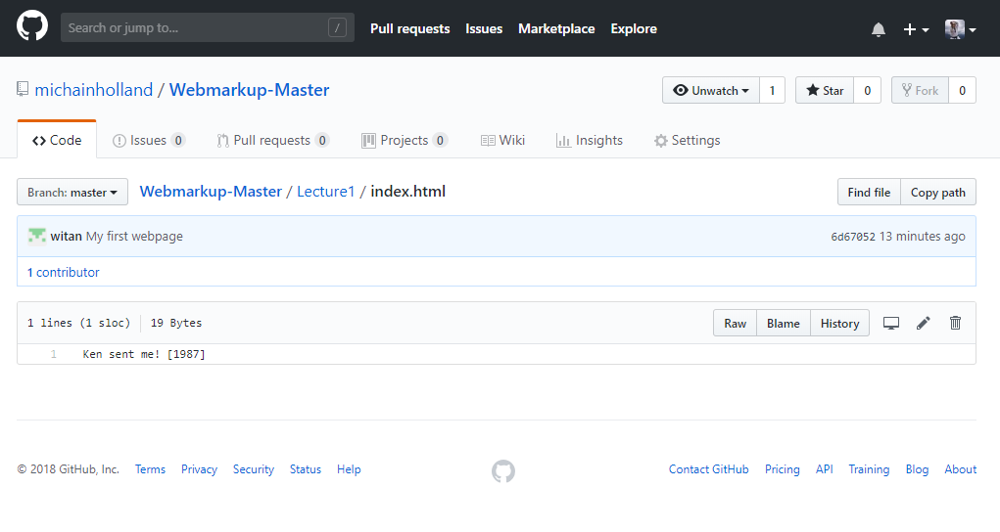 Search or jump to... / Pull requests Issues Marketplace Explore
michainholland / Webmarkup-Master Unwatch 1 Star 0 Fork 0
Code Issues 0 Pull requests 0 Projects 0 Wiki Insights Settings
Branch: master Webmarkup-Master / Lecture1 / index.html Find file Copy path
witan My first webpage 6d67052 13 minutes ago
1 contributor
1 lines (1 sloc) 19 Bytes Raw Blame History
1 Ken sent me! [1987]
© 2018 GitHub, Inc. Terms Privacy Security Status Help Contact GitHub Pricing API Training Blog About